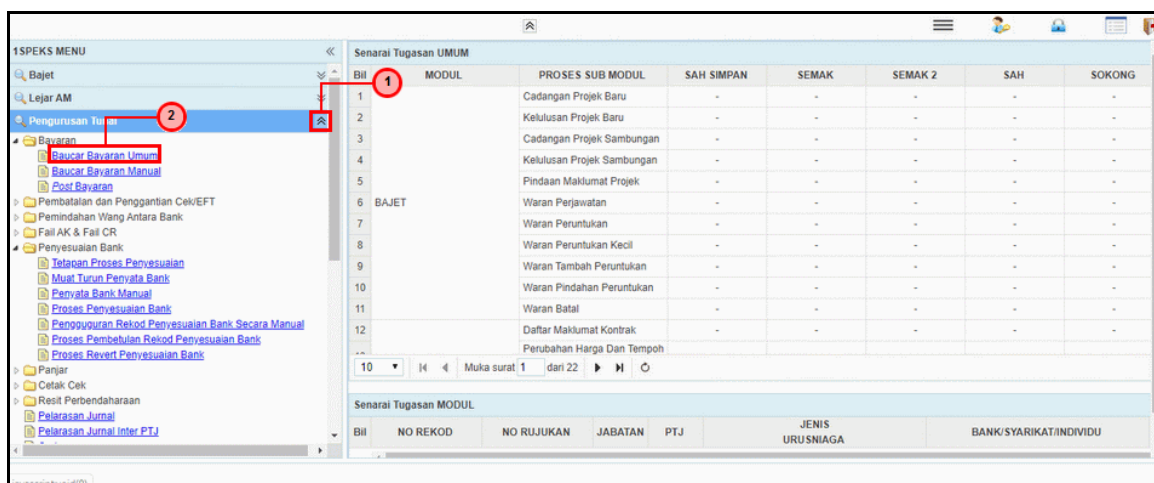 1SPEKS MENU
Bajet
Lejar AM
Pengurusan Tunai
Bayaran
Baucar Bayaran Umum
Baucar Bayaran Manual
Post Bayaran
Pembatalan dan Penggantian Cek/EFT
Pemindahan Wang Antara Bank
Fail AK & Fail CR
Penyesuaian Bank
Tetapan Proses Penyesuaian
Muat Turun Penyata Bank
Penyata Bank Manual
Proses Penyesuaian Bank
Pengguguran Rekod Penyesuaian Bank Secara Manual
Proses Pembetulan Rekod Penyesuaian Bank
Proses Revert Penyesuaian Bank
Panjar
Cetak Cek
Resit Perbendaharaan
Pelarasan Jurnal
Pelarasan Jurnal Inter PTJ
1
2
Senarai Tugasan UMUM
Bil MODUL PROSES SUB MODUL SAH SIMPAN SEMAK SEMAK 2 SAH SOKONG
1 Cadangan Projek Baru - - - - -
2 Kelulusan Projek Baru - - - - -
3 Cadangan Projek Sambungan - - - - -
4 Kelulusan Projek Sambungan - - - - -
5 Pindaan Maklumat Projek - - - - -
6 BAJET Waran Perjawatan - - - - -
7 Waran Peruntukan - - - - -
8 Waran Peruntukan Kecil - - - - -
9 Waran Tambah Peruntukan - - - - -
10 Waran Pindahan Peruntukan - - - - -
11 Waran Batal - - - - -
12 Daftar Maklumat Kontrak - - - - -
Perubahan Harga Dan Tempoh
10 Muka surat 1 dari 22
Senarai Tugasan MODUL
Bil NO REKOD NO RUJUKAN JABATAN PTJ JENIS URUSNIAGA BANK/SYARIKAT/INDIVIDU